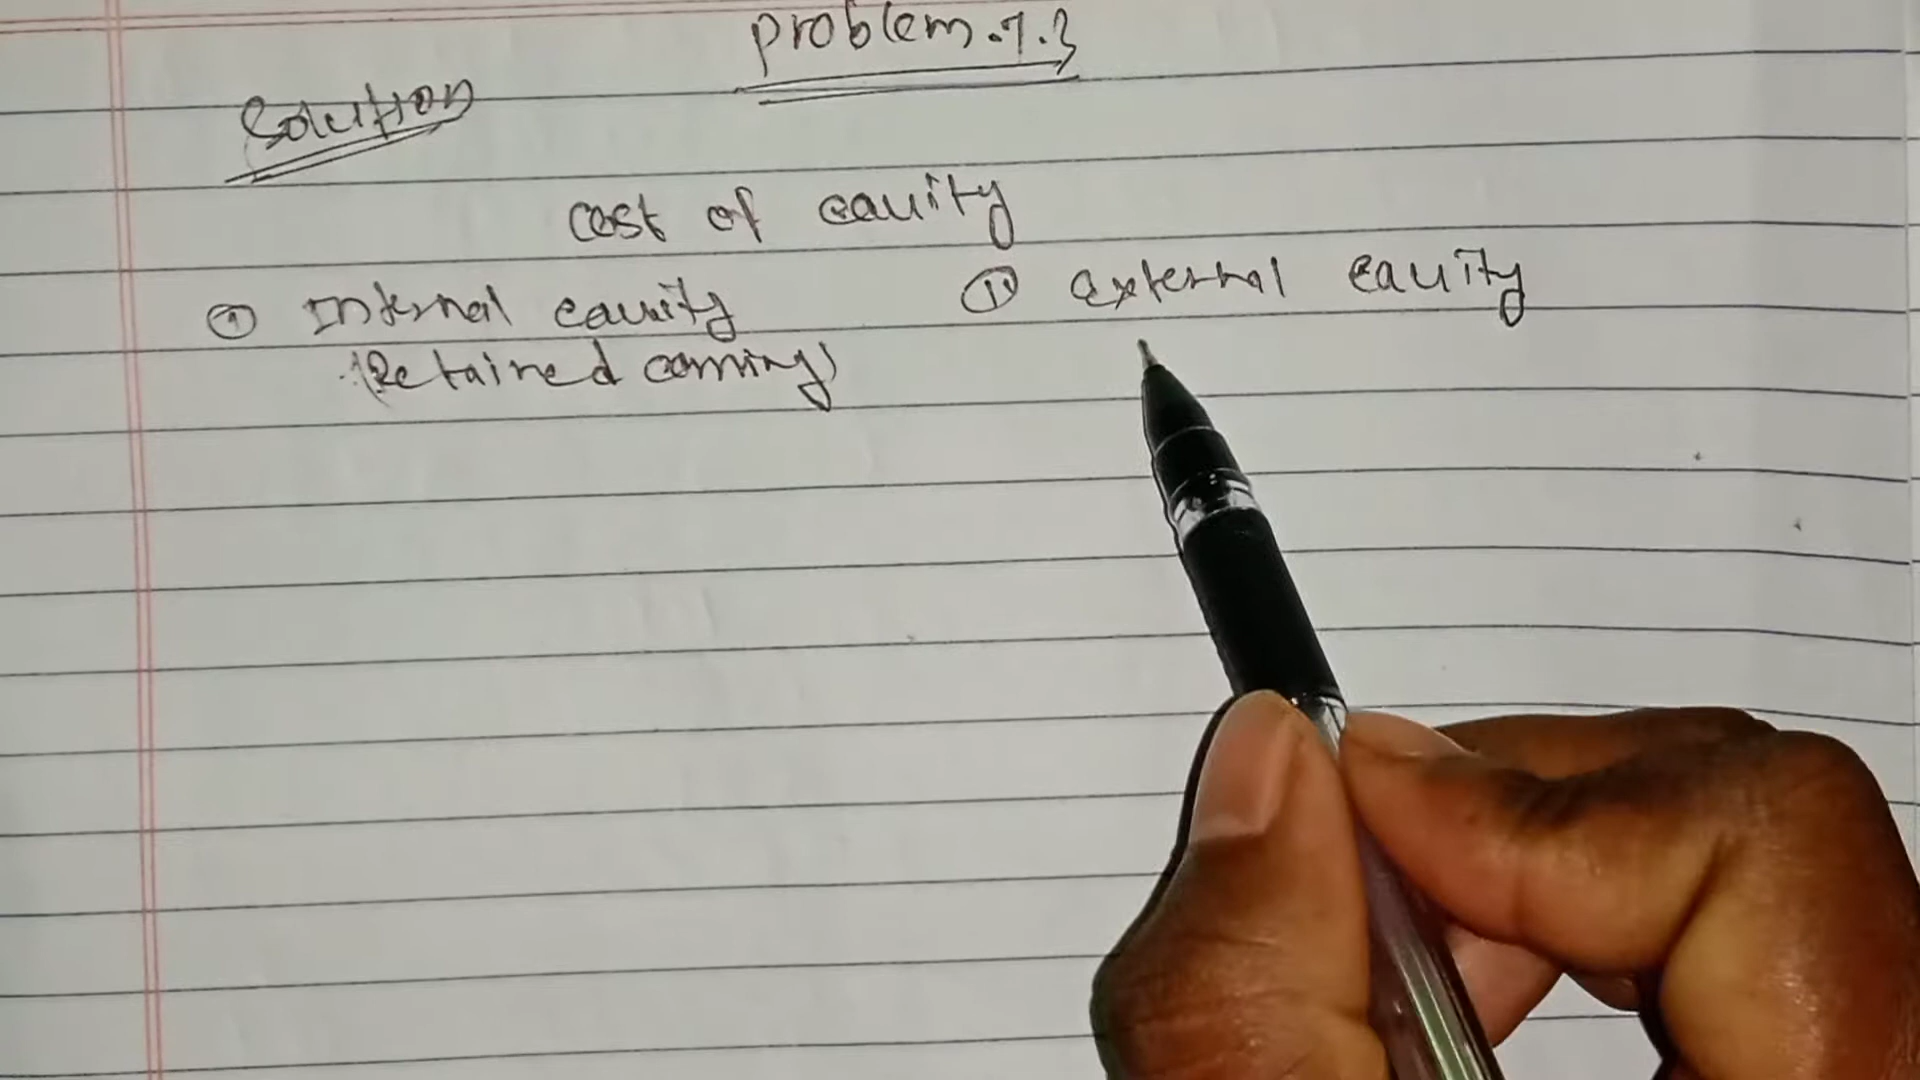 problem.7.3
Solution
cost of equity
① Internal equity
(Retained earning)
② external equity